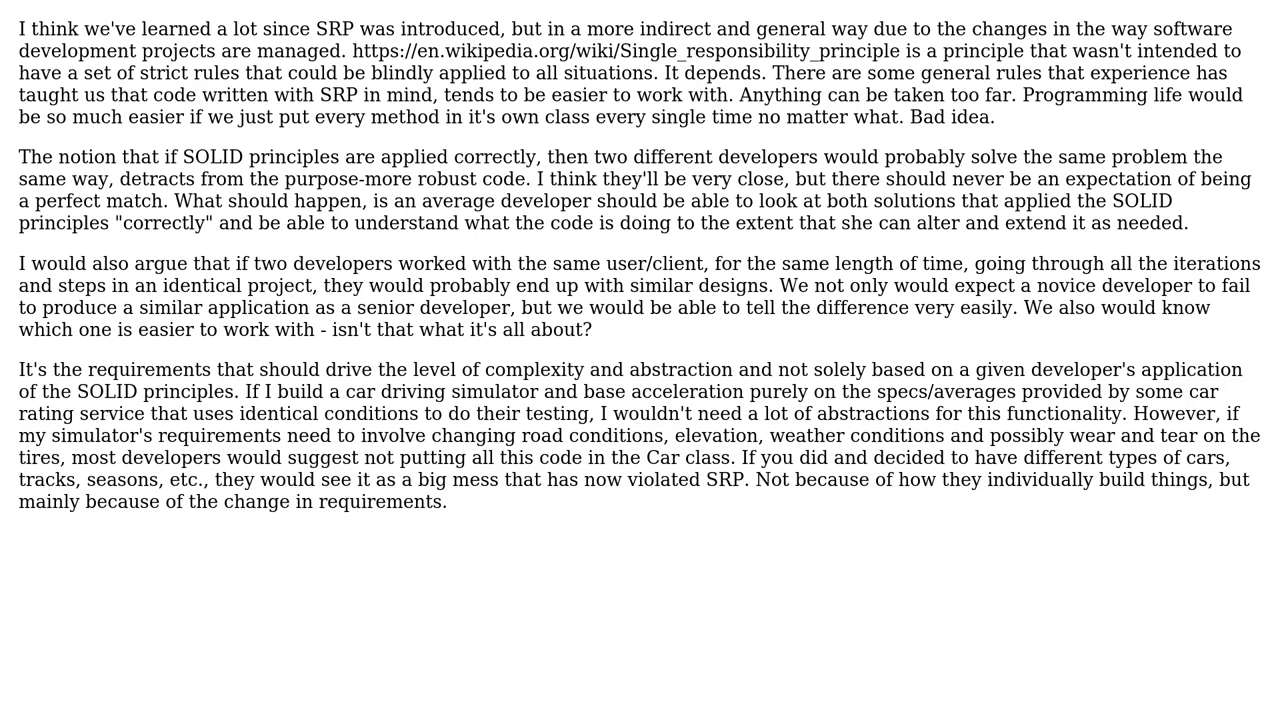 I think we've learned a lot since SRP was introduced, but in a more indirect and general way due to the changes in the way software
development projects are managed. https://en.wikipedia.org/wiki/Single_responsibility_principle is a principle that wasn't intended to
have a set of strict rules that could be blindly applied to all situations. It depends. There are some general rules that experience has
taught us that code written with SRP in mind, tends to be easier to work with. Anything can be taken too far. Programming life would
be so much easier if we just put every method in it's own class every single time no matter what. Bad idea.
The notion that if SOLID principles are applied correctly, then two different developers would probably solve the same problem the
same way, detracts from the purpose-more robust code. I think they'll be very close, but there should never be an expectation of being
a perfect match. What should happen, is an average developer should be able to look at both solutions that applied the SOLID
principles "correctly" and be able to understand what the code is doing to the extent that she can alter and extend it as needed.
I would also argue that if two developers worked with the same user/client, for the same length of time, going through all the iterations
and steps in an identical project, they would probably end up with similar designs. We not only would expect a novice developer to fail
to produce a similar application as a senior developer, but we would be able to tell the difference very easily. We also would know
which one is easier to work with - isn't that what it's all about?
It's the requirements that should drive the level of complexity and abstraction and not solely based on a given developer's application
of the SOLID principles. If I build a car driving simulator and base acceleration purely on the specs/averages provided by some car
rating service that uses identical conditions to do their testing, I wouldn't need a lot of abstractions for this functionality. However, if
my simulator's requirements need to involve changing road conditions, elevation, weather conditions and possibly wear and tear on the
tires, most developers would suggest not putting all this code in the Car class. If you did and decided to have different types of cars,
tracks, seasons, etc., they would see it as a big mess that has now violated SRP. Not because of how they individually build things, but
mainly because of the change in requirements.